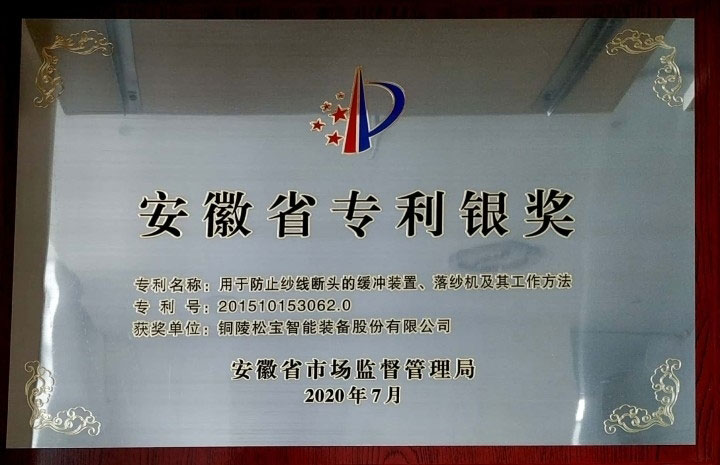 安徽省专利银奖
专利名称：用于防止纱线断头的缓冲装置、落纱机及其工作方法
专利号：201510153062.0
获奖单位：铜陵松宝智能装备股份有限公司
安徽省市场监督管理局
2020年7月